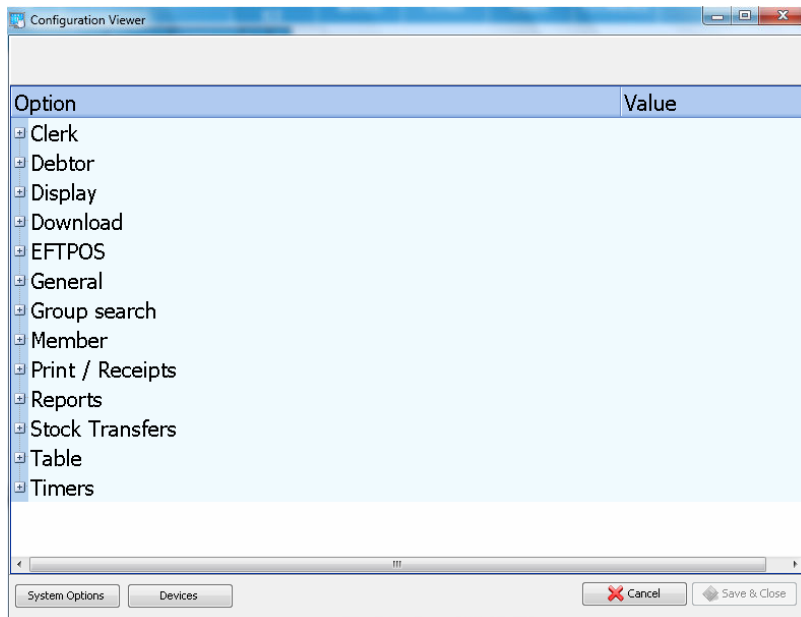 Configuration Viewer
Option Value
Clerk
Debtor
Display
Download
EFTPOS
General
Group search
Member
Print / Receipts
Reports
Stock Transfers
Table
Timers
System Options Devices Cancel Save & Close